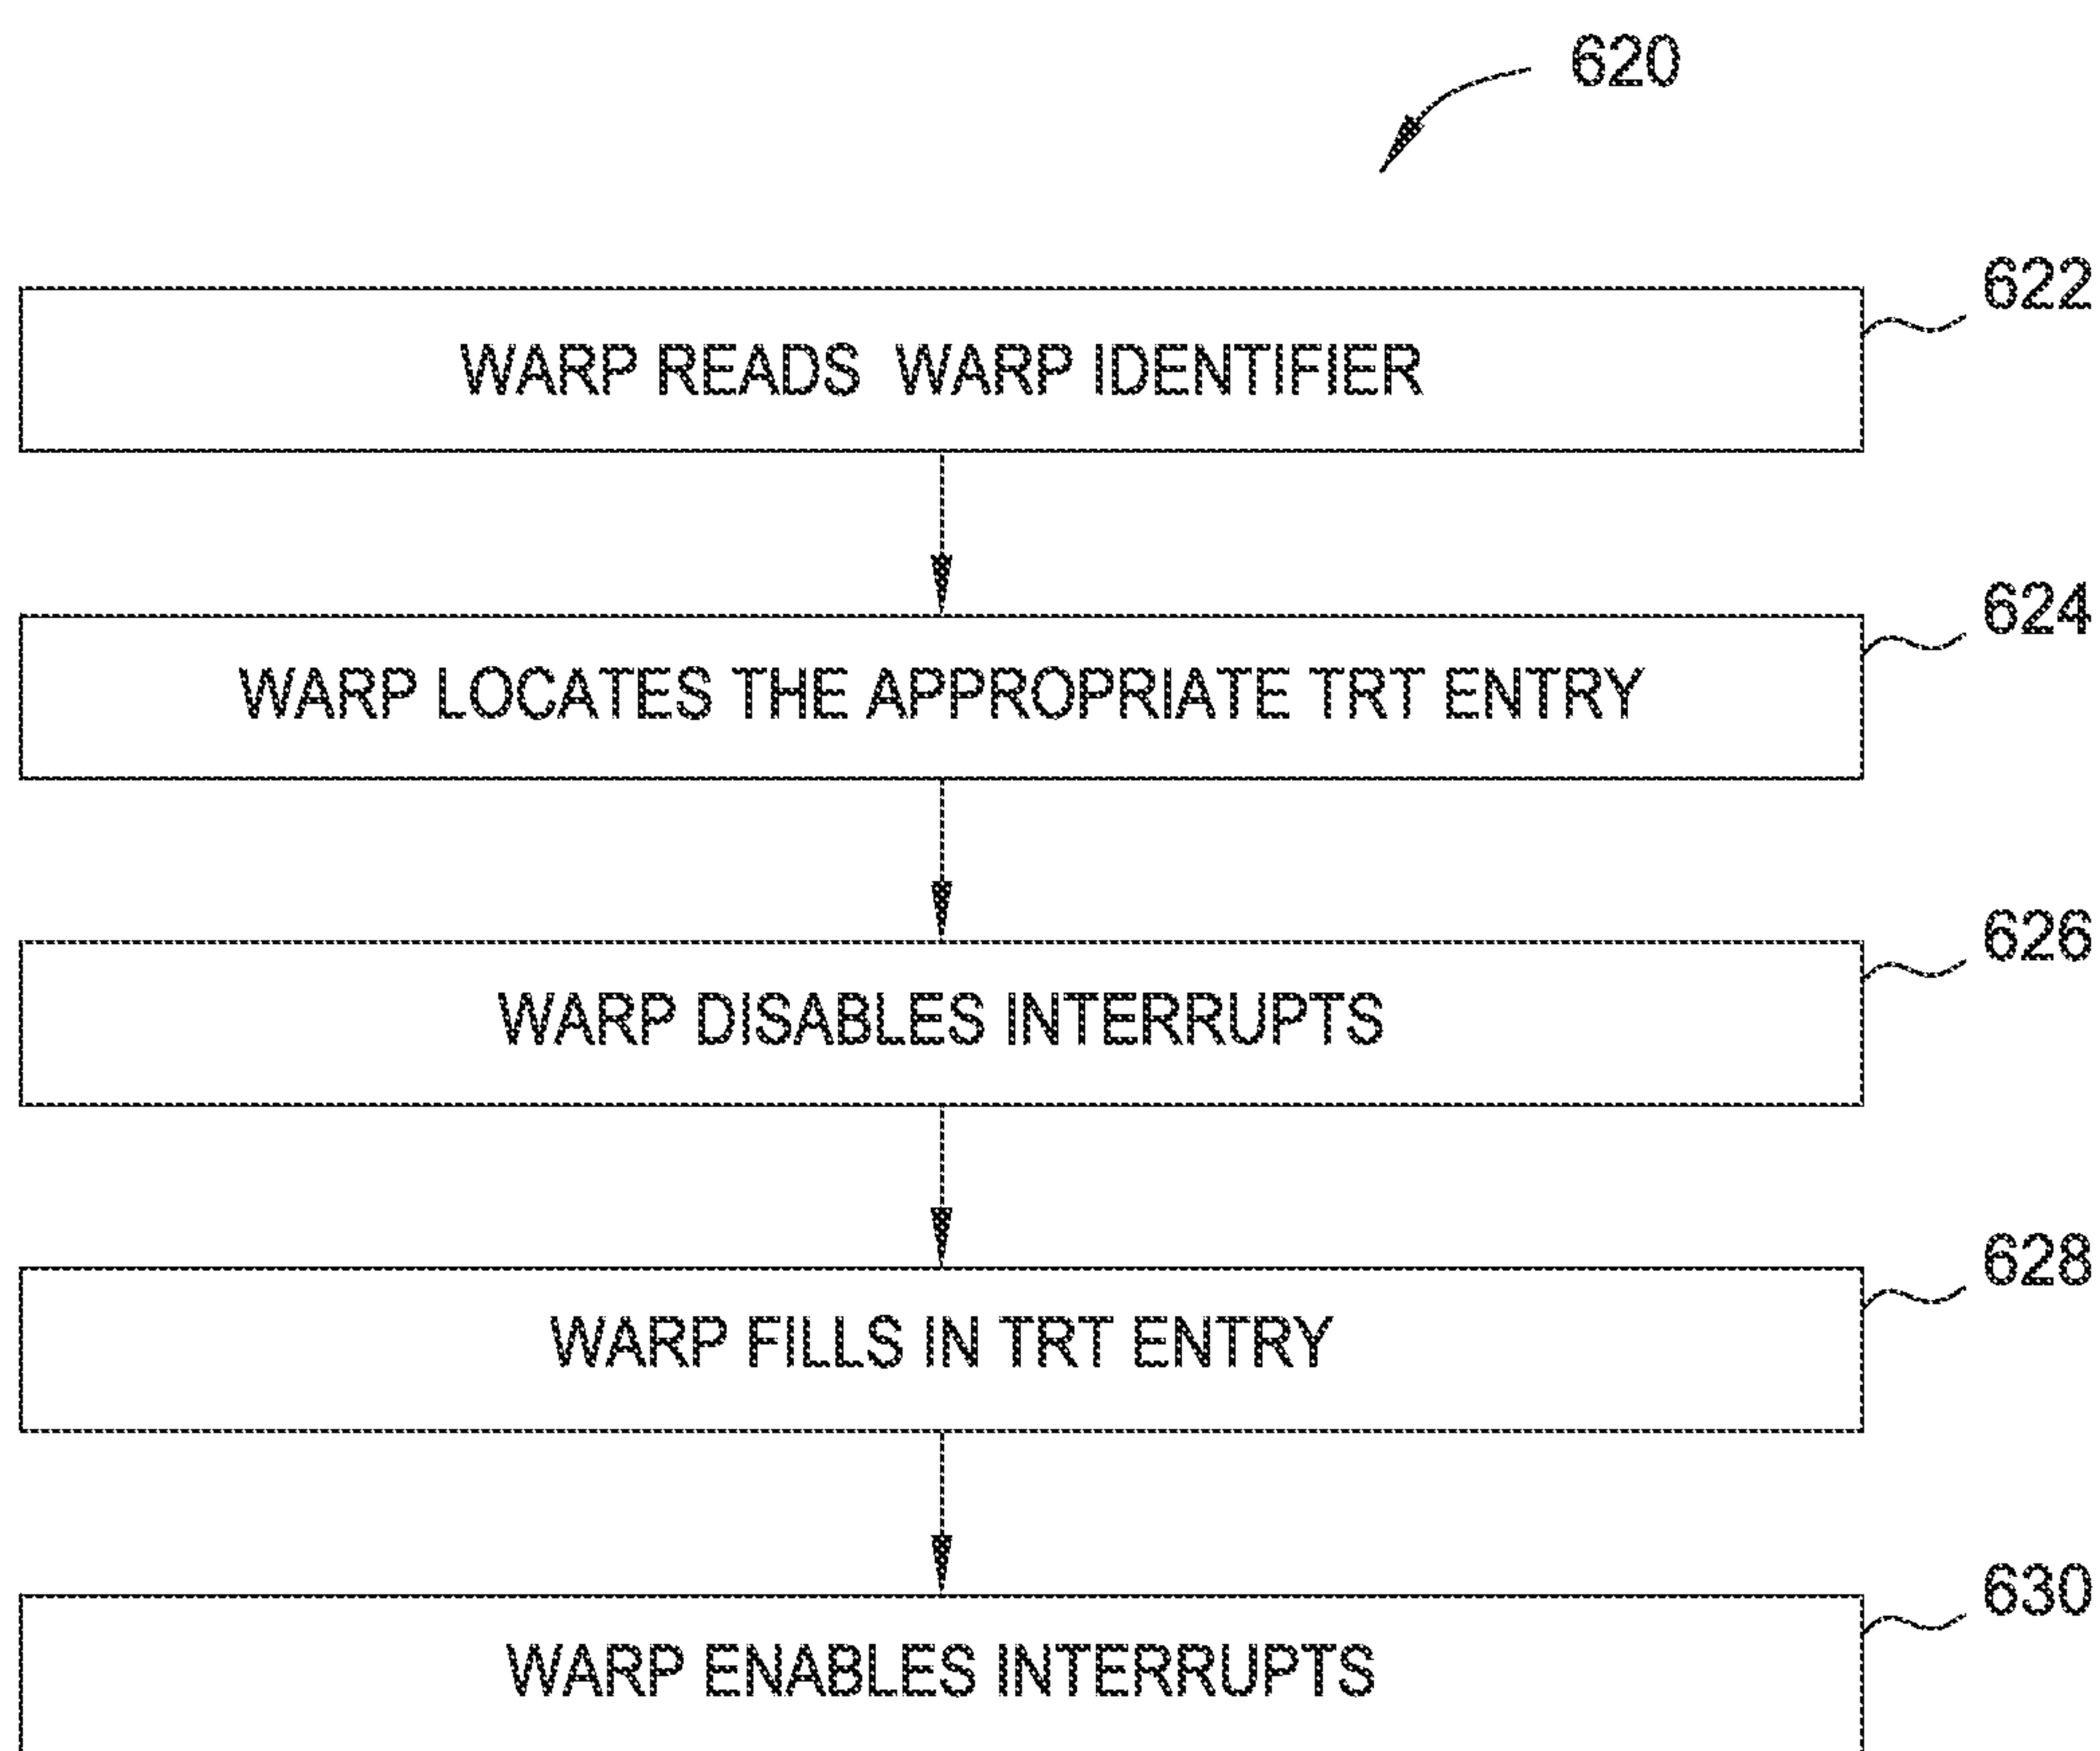 620
622
WARP READS WARP IDENTIFIER
624
WARP LOCATES THE APPROPRIATE TRT ENTRY
626
WARP DISABLES INTERRUPTS
628
WARP FILLS IN TRT ENTRY
630
WARP ENABLES INTERRUPTS